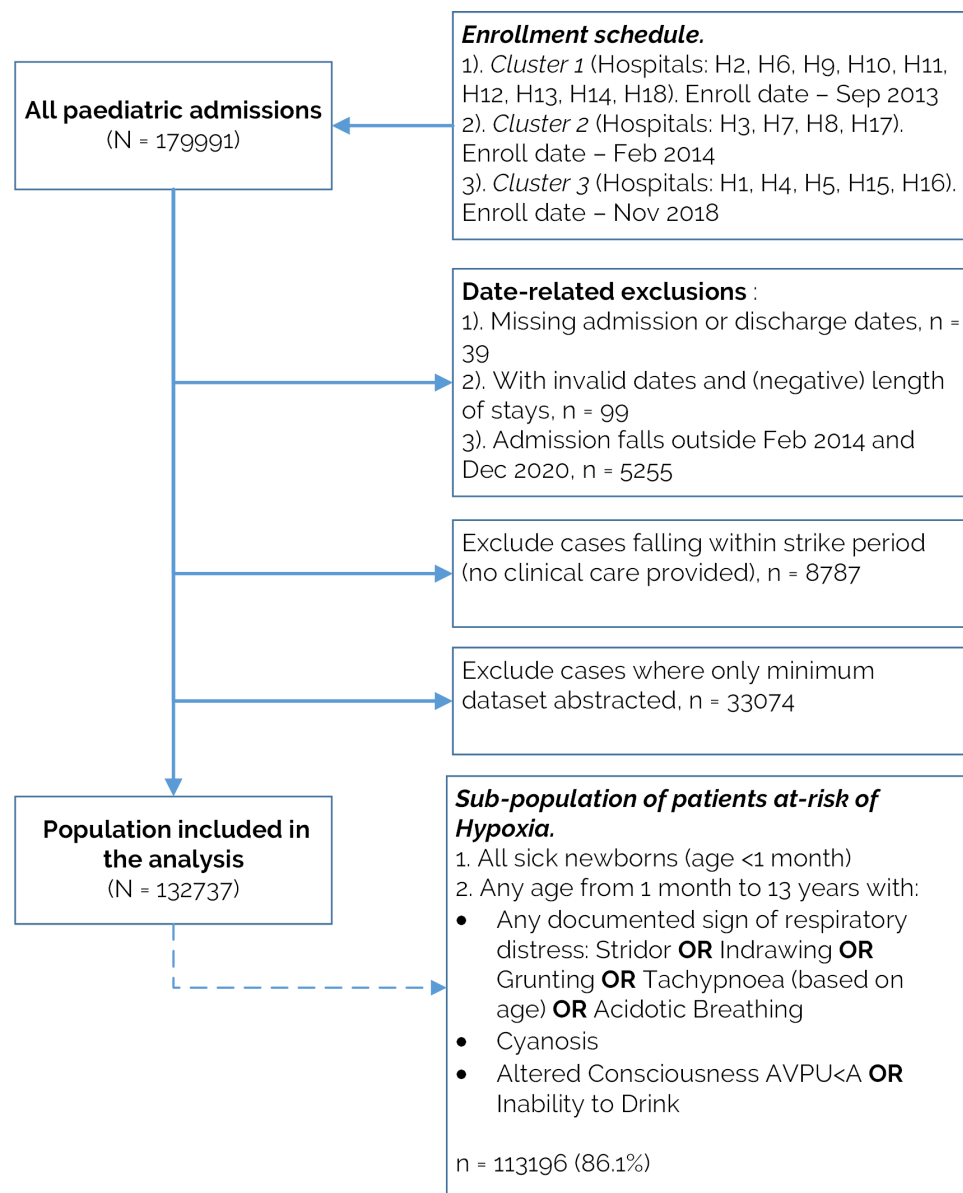 All paediatric admissions
(N = 179991)
Enrollment schedule.
1). Cluster 1 (Hospitals: H2, H6, H9, H10, H11,
H12, H13, H14, H18). Enroll date – Sep 2013
2). Cluster 2 (Hospitals: H3, H7, H8, H17).
Enroll date – Feb 2014
3). Cluster 3 (Hospitals: H1, H4, H5, H15, H16).
Enroll date – Nov 2018
Date-related exclusions :
1). Missing admission or discharge dates, n =
39
2). With invalid dates and (negative) length
of stays, n = 99
3). Admission falls outside Feb 2014 and
Dec 2020, n = 5255
Exclude cases falling within strike period
(no clinical care provided), n = 8787
Exclude cases where only minimum
dataset abstracted, n = 33074
Population included in
the analysis
(N = 132737)
Sub-population of patients at-risk of
Hypoxia.
1. All sick newborns (age <1 month)
2. Any age from 1 month to 13 years with:
• Any documented sign of respiratory
distress: Stridor OR Indrawing OR
Grunting OR Tachypnoea (based on
age) OR Acidotic Breathing
• Cyanosis
• Altered Consciousness AVPU<A OR
Inability to Drink
n = 113196 (86.1%)